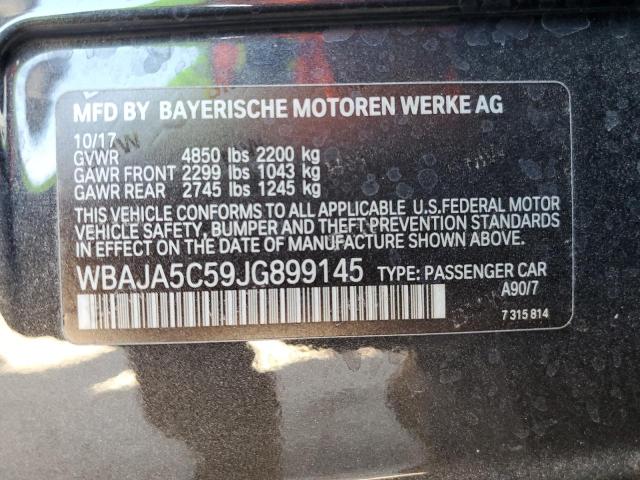 MFD BY BAYERISCHE MOTOREN WERKE AG
10/17
GVWR 4850 lbs 2200 kg
GAWR FRONT 2299 lbs 1043 kg
GAWR REAR 2745 lbs 1245 kg
THIS VEHICLE CONFORMS TO ALL APPLICABLE U.S.FEDERAL MOTOR
VEHICLE SAFETY, BUMPER AND THEFT PREVENTION STANDARDS
IN EFFECT ON THE DATE OF MANUFACTURE SHOWN ABOVE.
WBAJA5C59JG899145 TYPE: PASSENGER CAR
A90/7
7 315 814